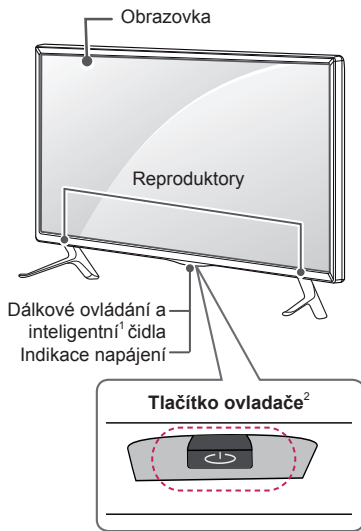 Obrazovka
Reproduktory
Dálkové ovládání a
inteligentní¹ čidla
Indikace napájení
Tlačítko ovladače²